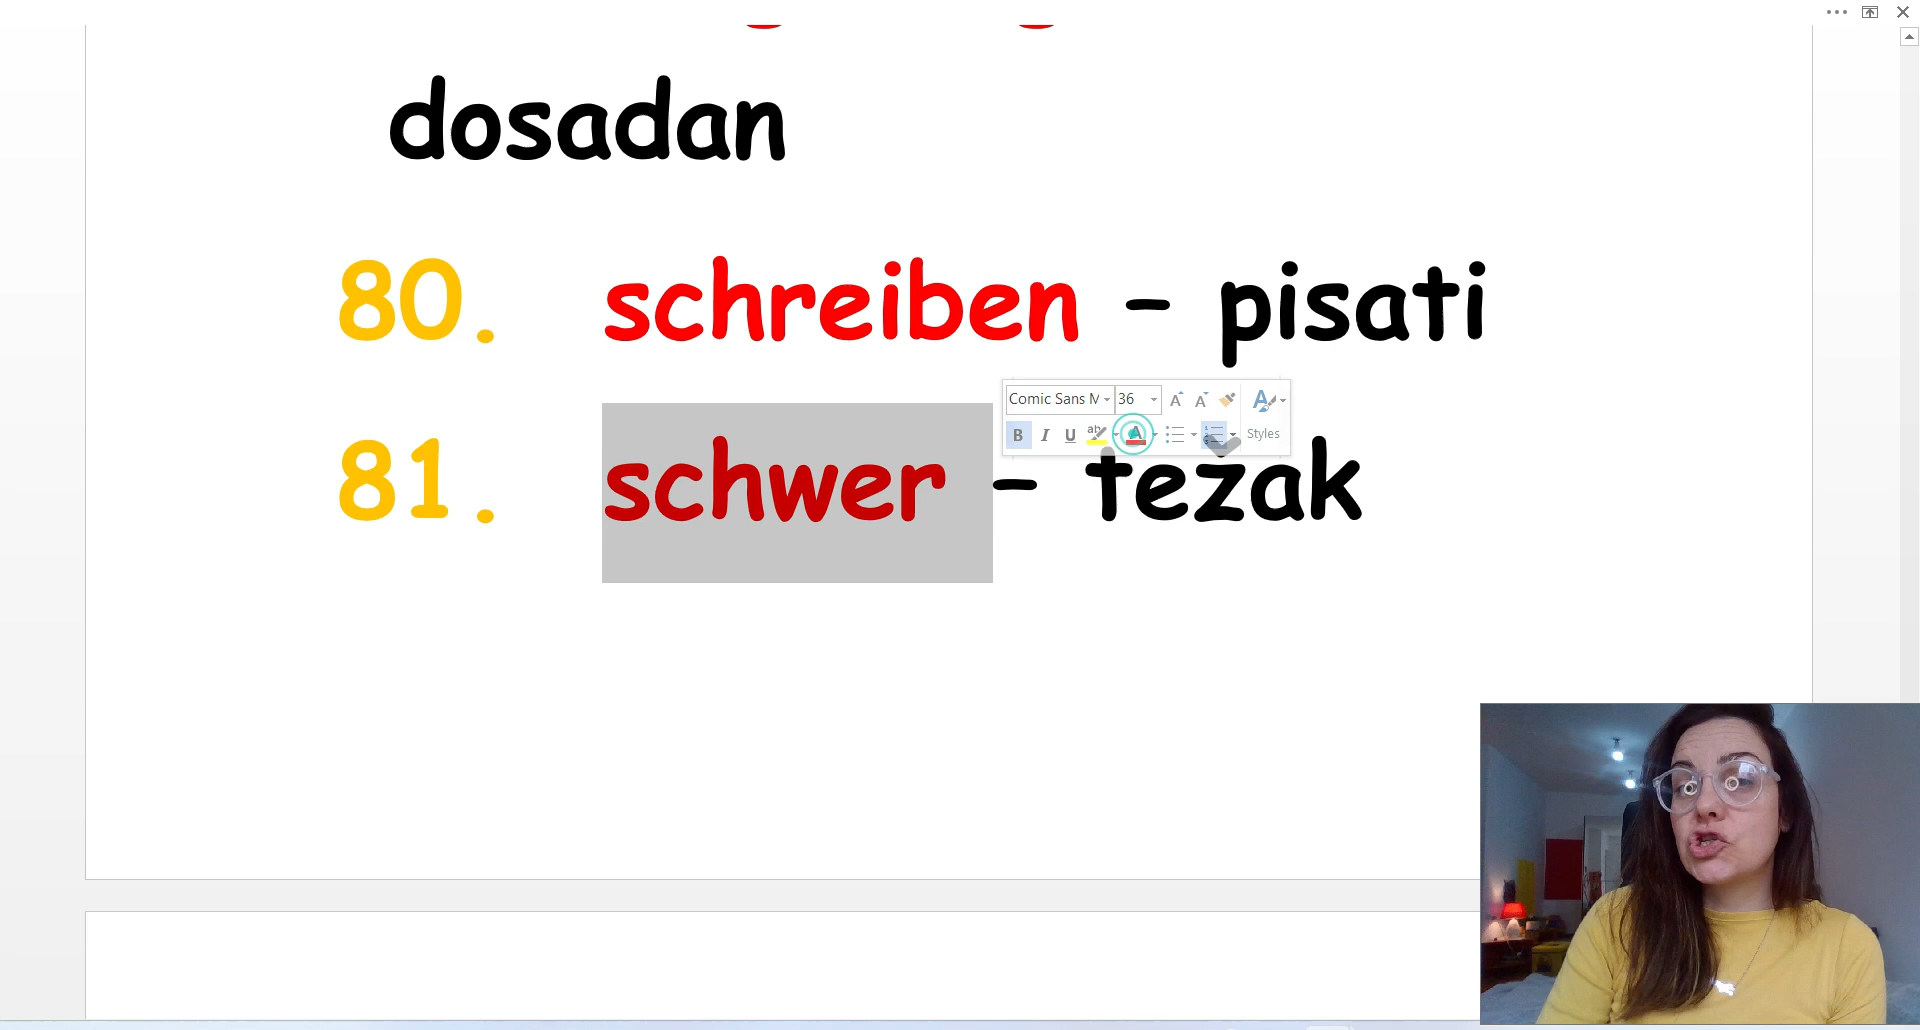 dosadan
80. schreiben – pisati
Comic Sans M 36
B I U Styles
81. schwer – težak